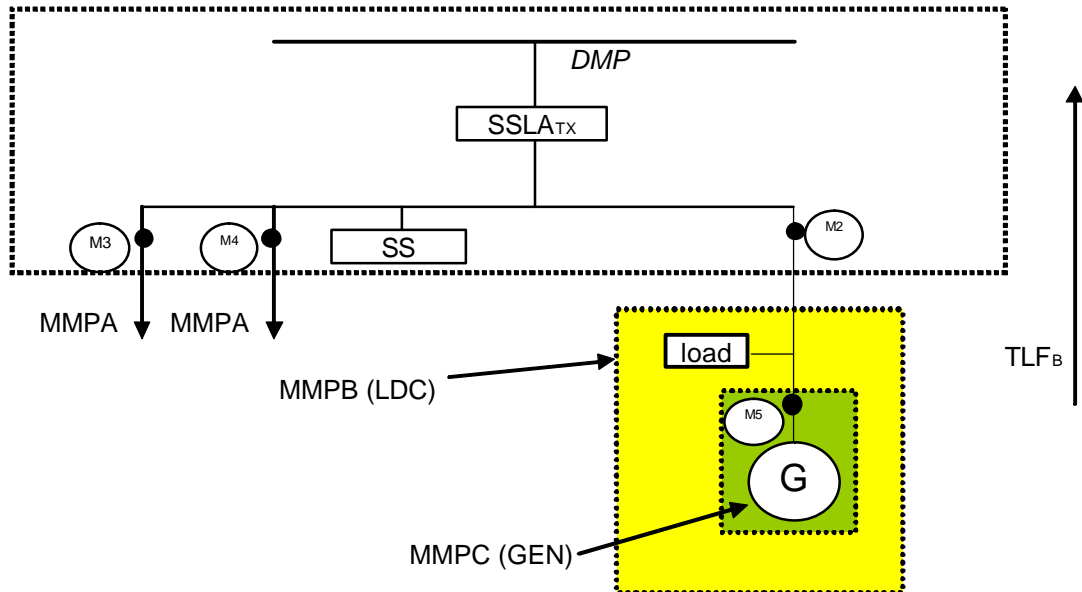 DMP
SSLATX
M3
M4
SS
M2
MMPA
MMPA
load
TLFB
MMPB (LDC)
M5
G
MMPC (GEN)